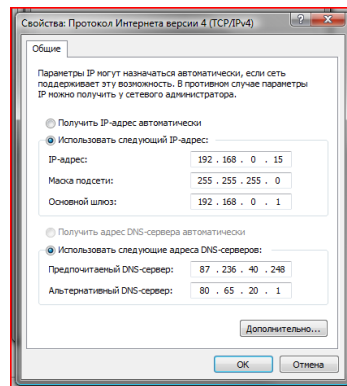 Свойства: Протокол Интернета версии 4 (TCP/IPv4)
Общие
Параметры IP могут назначаться автоматически, если сеть
поддерживает эту возможность. В противном случае параметры
IP можно получить у сетевого администратора.
Получить IP-адрес автоматически
Использовать следующий IP-адрес:
IP-адрес: 192 . 168 . 0 . 15
Маска подсети: 255 . 255 . 255 . 0
Основной шлюз: 192 . 168 . 0 . 1
Получить адрес DNS-сервера автоматически
Использовать следующие адреса DNS-серверов:
Предпочитаемый DNS-сервер: 87 . 236 . 40 . 248
Альтернативный DNS-сервер: 80 . 65 . 20 . 1
Дополнительно...
OK Отмена